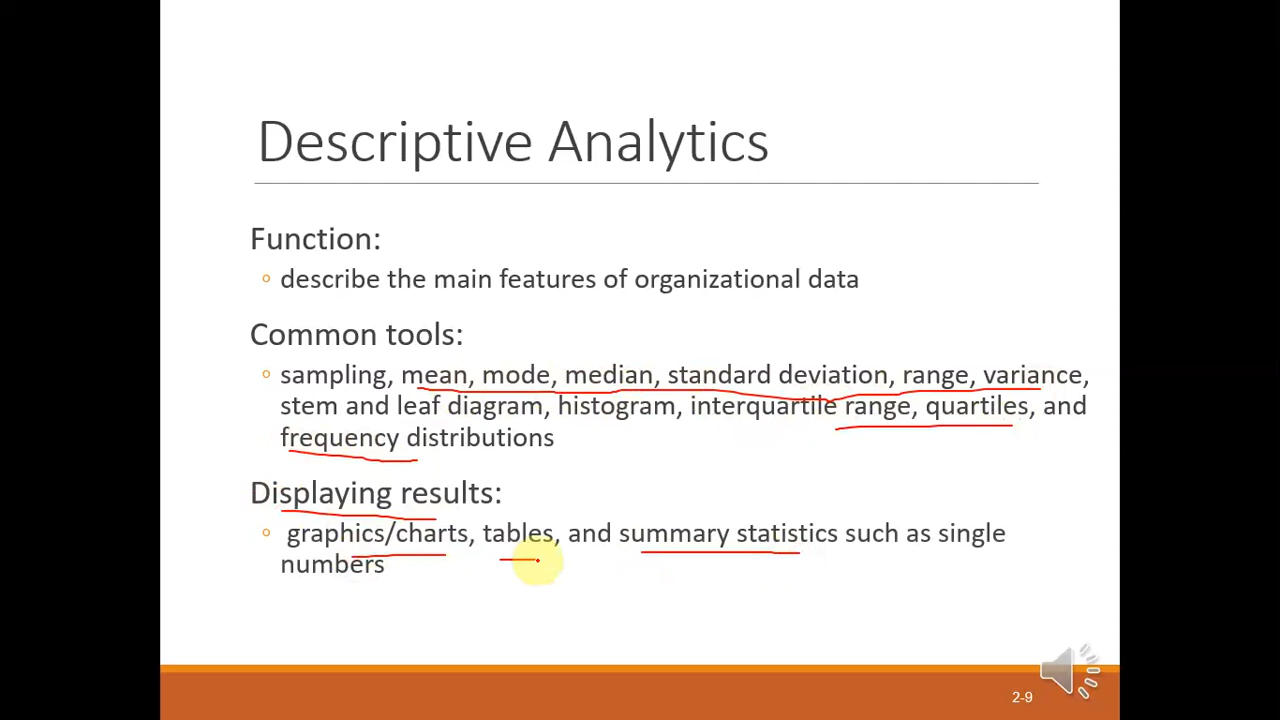 Descriptive Analytics
Function:
◦ describe the main features of organizational data
Common tools:
◦ sampling, mean, mode, median, standard deviation, range, variance,
stem and leaf diagram, histogram, interquartile range, quartiles, and
frequency distributions
Displaying results:
◦ graphics/charts, tables, and summary statistics such as single
numbers
2-9